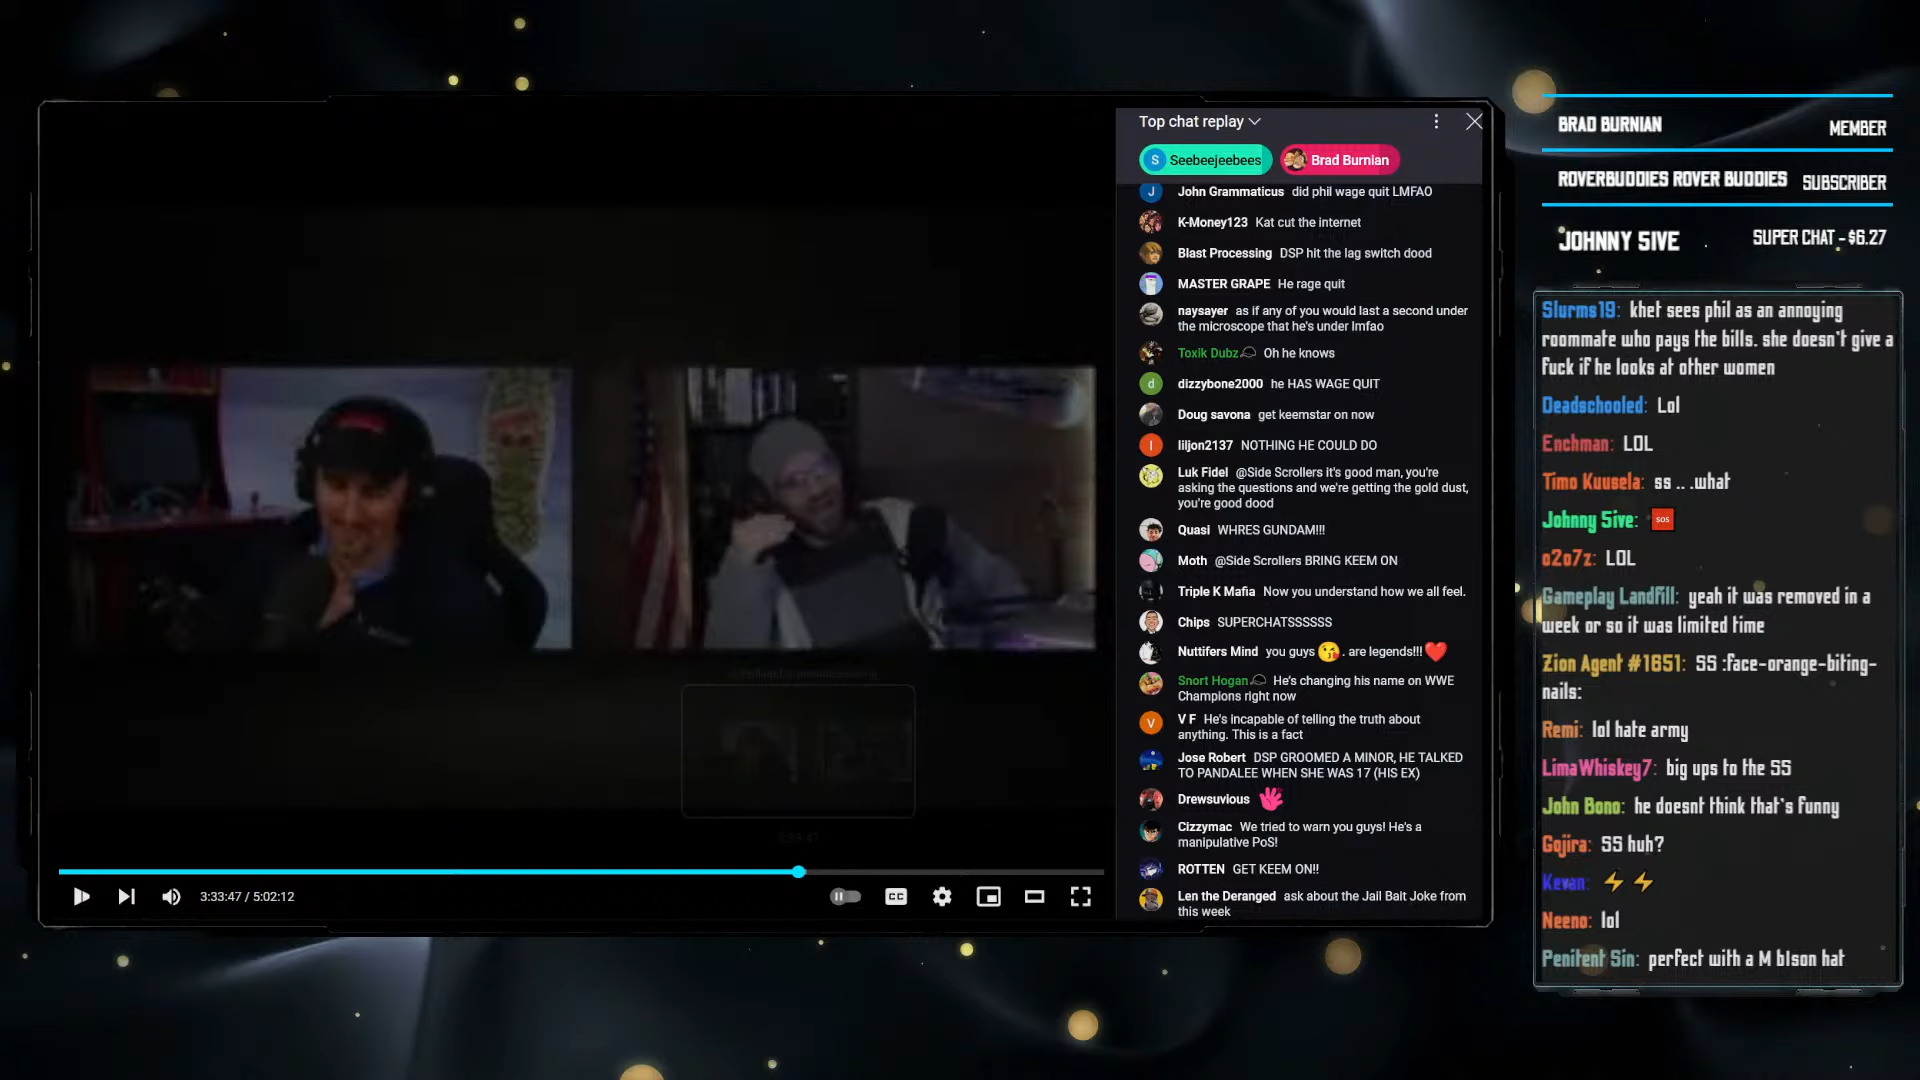 Top chat replay
S Seebeejeebees Brad Burnian
J John Grammaticus did phil wage quit LMFAO
K-Money123 Kat cut the internet
Blast Processing DSP hit the lag switch dood
MASTER GRAPE He rage quit
naysayer as if any of you would last a second under
the microscope that he's under lmfao
Toxik Dubz Oh he knows
d dizzybone2000 he HAS WAGE QUIT
Doug savona get keemstar on now
l liljon2137 NOTHING HE COULD DO
Luk Fidel @Side Scrollers it's good man, you're
asking the questions and we're getting the gold dust,
you're good dood
Quasi WHRES GUNDAM!!!
Moth @Side Scrollers BRING KEEM ON
Triple K Mafia Now you understand how we all feel.
Chips SUPERCHATSSSSSS
Nuttifers Mind you guys 😘. are legends!!!❤️
Snort Hogan He's changing his name on WWE
Champions right now
V V F He's incapable of telling the truth about
anything. This is a fact
Jose Robert DSP GROOMED A MINOR, HE TALKED
TO PANDALEE WHEN SHE WAS 17 (HIS EX)
Drewsuvious
Cizzymac We tried to warn you guys! He's a
manipulative PoS!
ROTTEN GET KEEM ON!!
Len the Deranged ask about the Jail Bait Joke from
this week
3:33:47 / 5:02:12
CC
BRAD BURNIAN MEMBER
ROVERBUDDIES ROVER BUDDIES SUBSCRIBER
JOHNNY 5IVE SUPER CHAT - $6.27
Slurms19: khet sees phil as an annoying
roommate who pays the bills. she doesn't give a
fuck if he looks at other women
Deadschooled: Lol
Enchman: LOL
Timo Kuusela: ss .. .what
Johnny 5ive: SOS
o2o7z: LOL
Gameplay Landfill: yeah it was removed in a
week or so it was limited time
Zion Agent #1651: SS :face-orange-biting-
nails:
Remi: lol hate army
LimaWhiskey7: big ups to the SS
John Bono: he doesnt think that's funny
Gojira: SS huh?
Kevan: ⚡⚡
Neeno: lol
Penitent Sin: perfect with a M bison hat